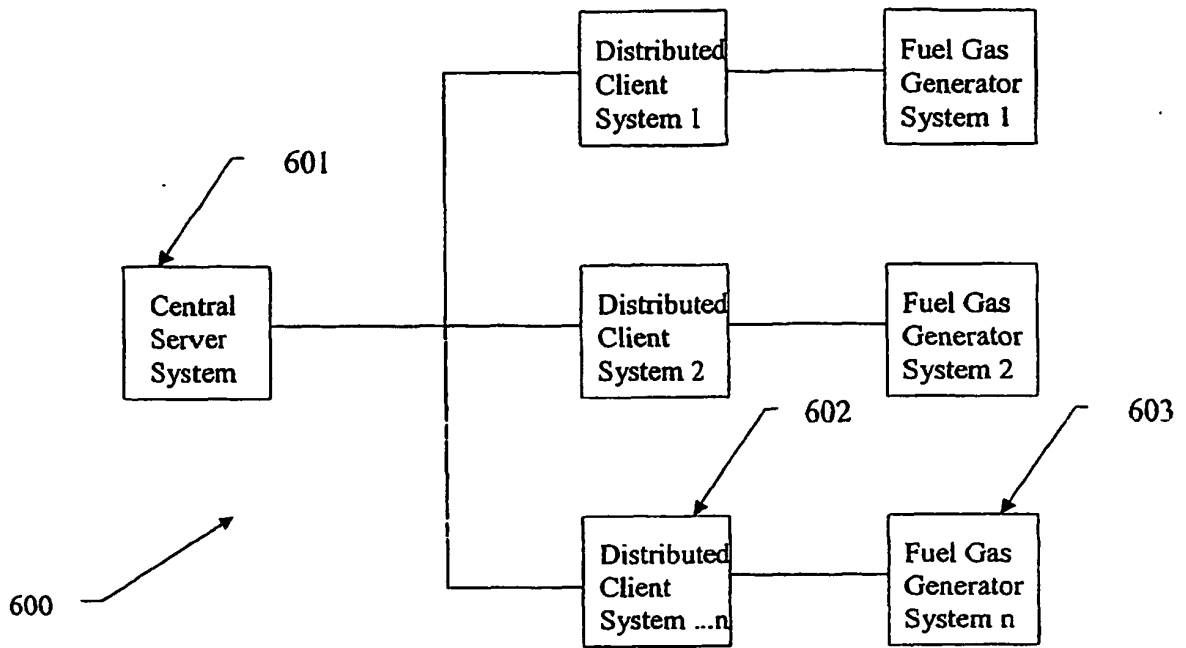 Distributed
Client
System 1
Fuel Gas
Generator
System 1
601
Central
Server
System
Distributed
Client
System 2
Fuel Gas
Generator
System 2
602
603
Distributed
Client
System ...n
Fuel Gas
Generator
System n
600